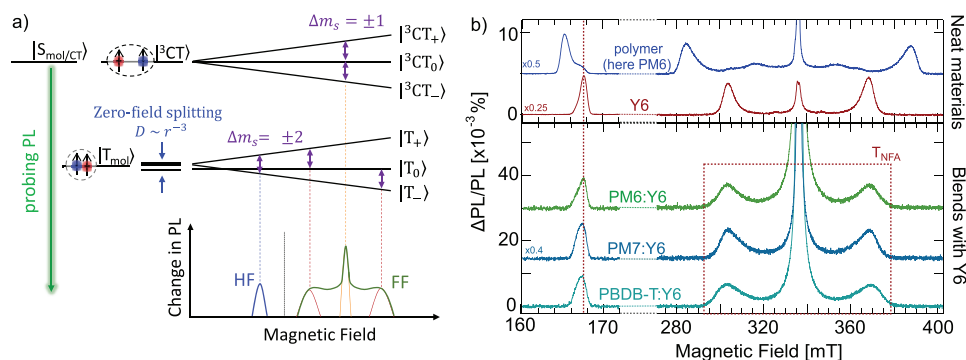 a)
|S_mol/CT⟩
|³CT⟩
Δm_s = ±1
|³CT₊⟩
|³CT₀⟩
|³CT₋⟩
Zero-field splitting
D ~ r⁻³
|T_mol⟩
Δm_s= ±2
|T₊⟩
|T₀⟩
|T₋⟩
probing PL
Change in PL
HF
FF
Magnetic Field
b)
10
0
x0.5
polymer
(here PM6)
x0.25
Y6
Neat materials
ΔPL/PL [x10⁻³%]
40
20
0
T_NFA
PM6:Y6
x0.4
PM7:Y6
PBDB-T:Y6
Blends with Y6
160 170 280 320 360 400
Magnetic Field [mT]